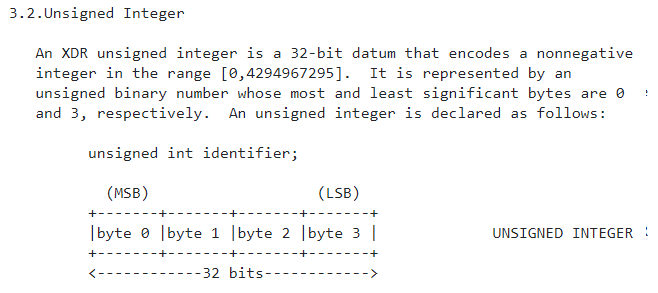 3.2.Unsigned Integer
An XDR unsigned integer is a 32-bit datum that encodes a nonnegative
integer in the range [0,4294967295].  It is represented by an
unsigned binary number whose most and least significant bytes are 0
and 3, respectively.  An unsigned integer is declared as follows:
unsigned int identifier;
(MSB)                   (LSB)
+-------+-------+-------+-------+
|byte 0 |byte 1 |byte 2 |byte 3 |             UNSIGNED INTEGER
+-------+-------+-------+-------+
<------------32 bits------------>